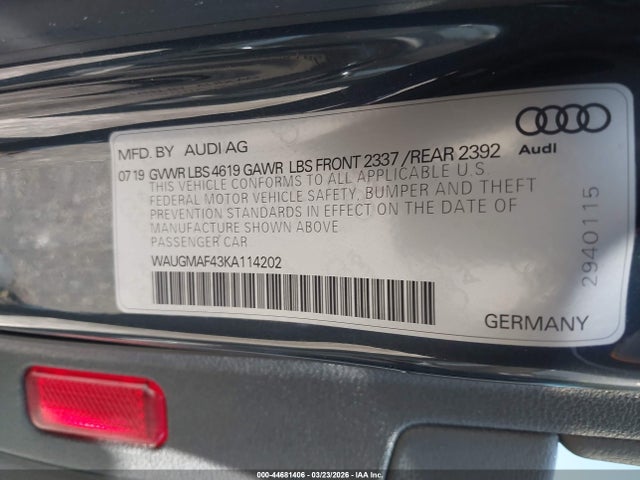 MFD. BY AUDI AG
07 19 GVWR LBS 4619 GAWR LBS FRONT 2337 /REAR 2392
THIS VEHICLE CONFORMS TO ALL APPLICABLE U.S
FEDERAL MOTOR VEHICLE SAFETY, BUMPER AND THEFT
PREVENTION STANDARDS IN EFFECT ON THE DATE OF
MANUFACTURE SHOWN ABOVE
PASSENGER CAR
WAUGMAF43KA114202
Audi
2940115
GERMANY
000-44681406 - 03/23/2026 - IAA Inc.